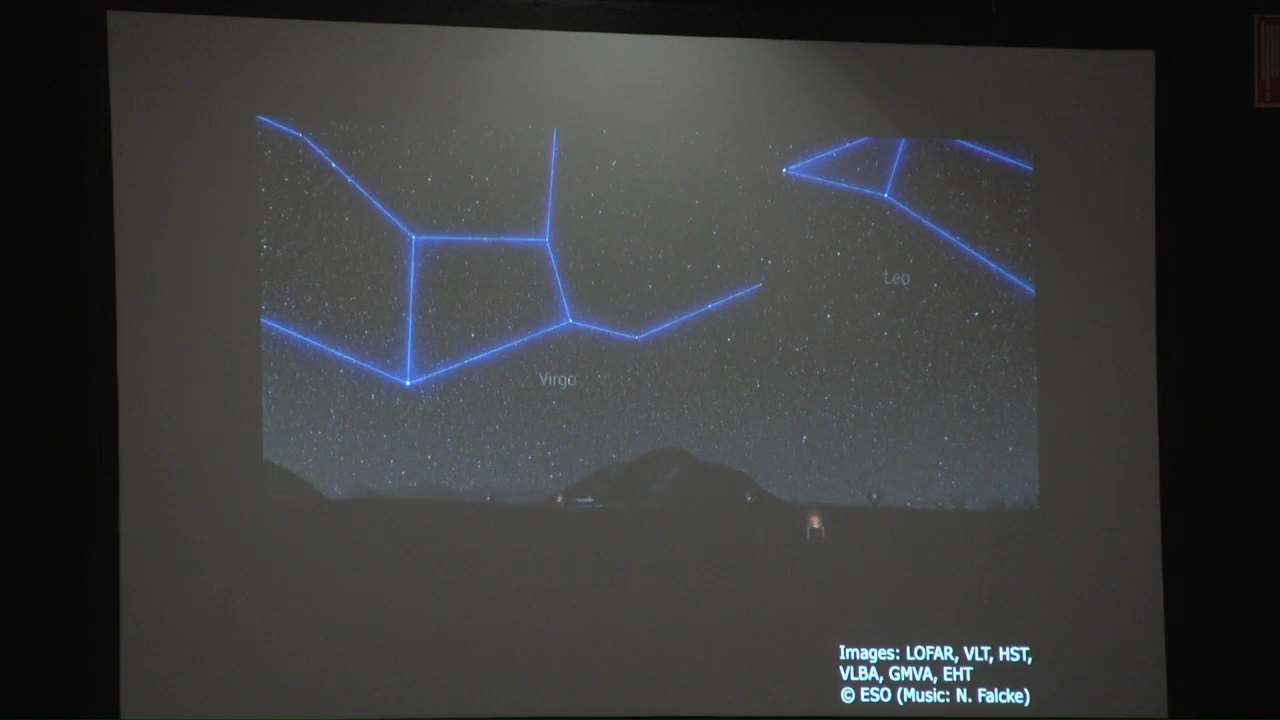 Leo
Virgo
Images: LOFAR, VLT, HST,
VLBA, GMVA, EHT
© ESO (Music: N. Falcke)